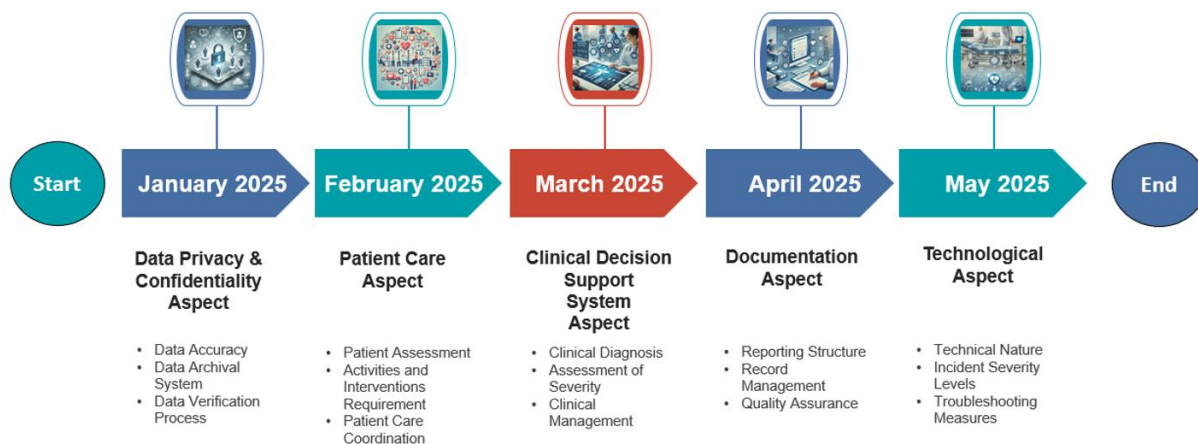 Start
January 2025
February 2025
March 2025
April 2025
May 2025
End
Data Privacy &
Confidentiality
Aspect
• Data Accuracy
• Data Archival
System
• Data Verification
Process
Patient Care
Aspect
• Patient Assessment
• Activities and
Interventions
Requirement
• Patient Care
Coordination
Clinical Decision
Support
System
Aspect
• Clinical Diagnosis
• Assessment of
Severity
• Clinical
Management
Documentation
Aspect
• Reporting Structure
• Record
Management
• Quality Assurance
Technological
Aspect
• Technical Nature
• Incident Severity
Levels
• Troubleshooting
Measures